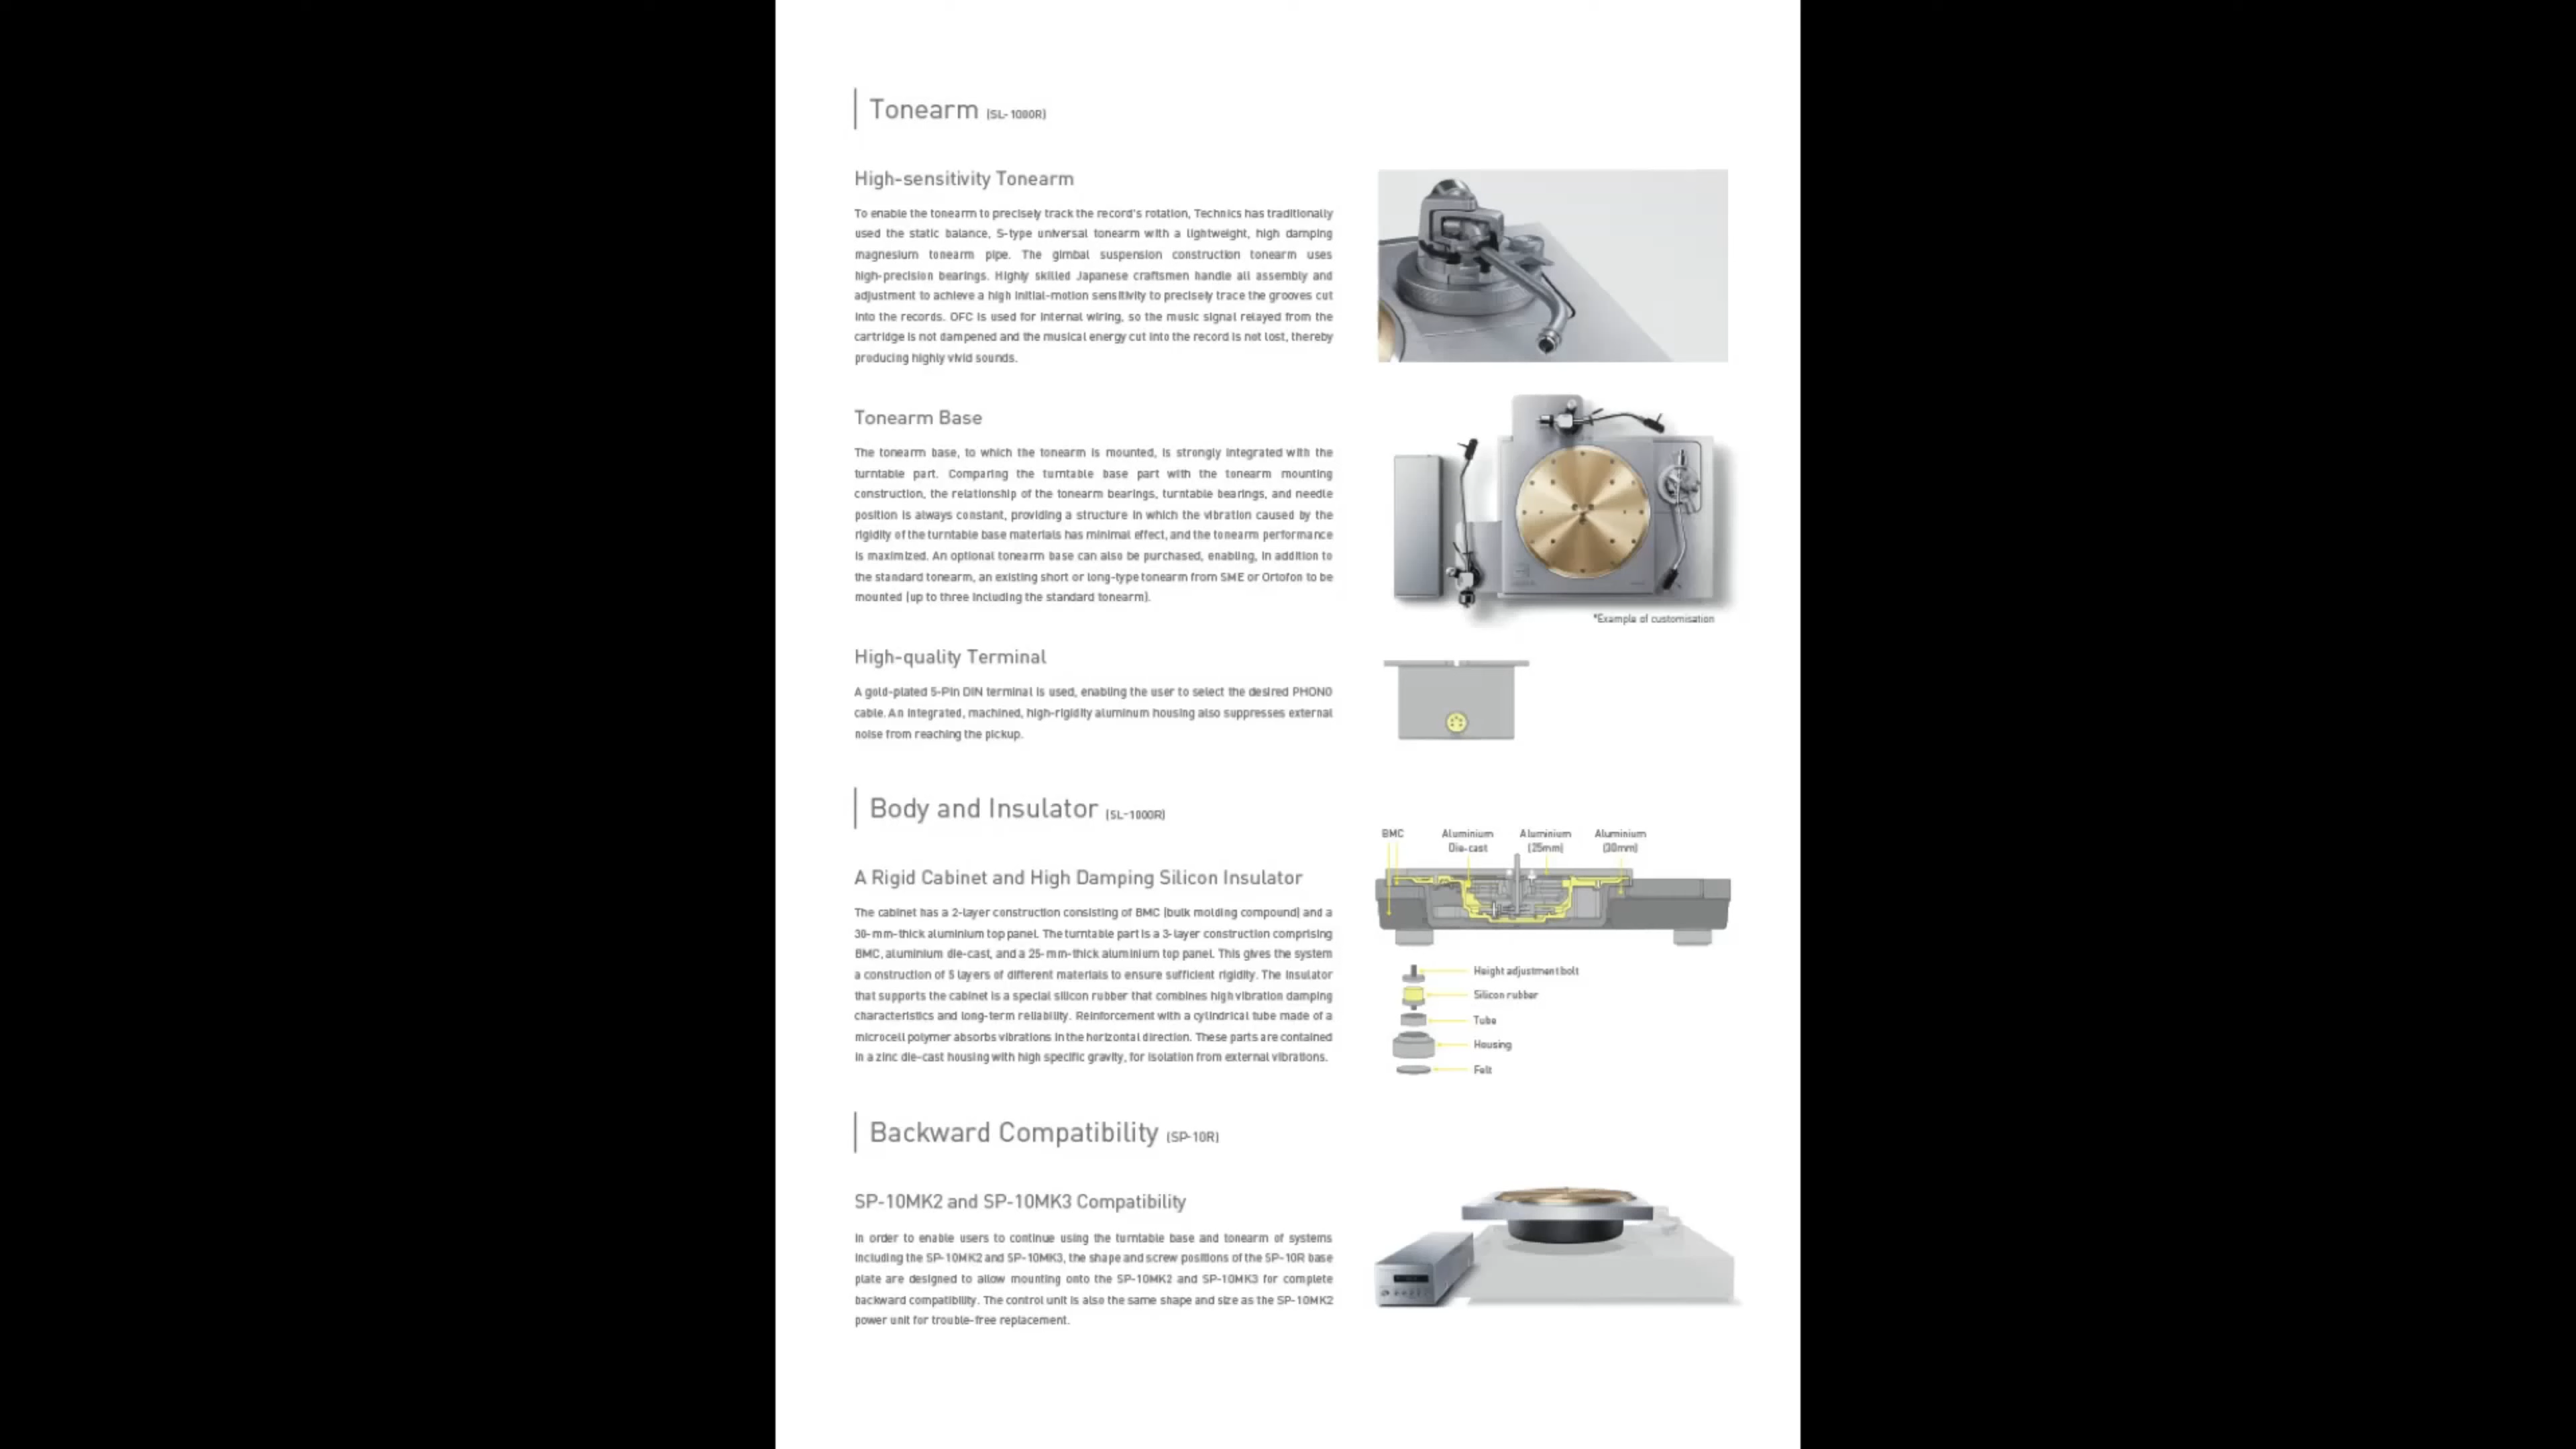 Tonearm (SL-1000R)
High-sensitivity Tonearm
To enable the tonearm to precisely track the record's rotation, Technics has traditionally
used the static balance, S-type universal tonearm with a lightweight, high damping
magnesium tonearm pipe. The gimbal suspension construction tonearm uses
high-precision bearings. Highly skilled Japanese craftsmen handle all assembly and
adjustment to achieve a high initial-motion sensitivity to precisely trace the grooves cut
into the records. OFC is used for internal wiring, so the music signal relayed from the
cartridge is not dampened and the musical energy cut into the record is not lost, thereby
producing highly vivid sounds.
Tonearm Base
The tonearm base, to which the tonearm is mounted, is strongly integrated with the
turntable part. Comparing the turntable base part with the tonearm mounting
construction, the relationship of the tonearm bearings, turntable bearings, and needle
position is always constant, providing a structure in which the vibration caused by the
rigidity of the turntable base materials has minimal effect, and the tonearm performance
is maximized. An optional tonearm base can also be purchased, enabling, in addition to
the standard tonearm, an existing short or long-type tonearm from SME or Ortofon to be
mounted (up to three including the standard tonearm).
*Example of customisation
High-quality Terminal
A gold-plated 5-Pin DIN terminal is used, enabling the user to select the desired PHONO
cable. An integrated, machined, high-rigidity aluminum housing also suppresses external
noise from reaching the pickup.
Body and Insulator (SL-1000R)
A Rigid Cabinet and High Damping Silicon Insulator
The cabinet has a 2-layer construction consisting of BMC (bulk molding compound) and a
30-mm-thick aluminium top panel. The turntable part is a 3-layer construction comprising
BMC, aluminium die-cast, and a 25-mm-thick aluminium top panel. This gives the system
a construction of 5 layers of different materials to ensure sufficient rigidity. The insulator
that supports the cabinet is a special silicon rubber that combines high vibration damping
characteristics and long-term reliability. Reinforcement with a cylindrical tube made of a
microcell polymer absorbs vibrations in the horizontal direction. These parts are contained
in a zinc die-cast housing with high specific gravity, for isolation from external vibrations.
BMC Aluminium Aluminium Aluminium
Die-cast (25mm) (30mm)
Height adjustment bolt
Silicon rubber
Tube
Housing
Felt
Backward Compatibility (SP-10R)
SP-10MK2 and SP-10MK3 Compatibility
In order to enable users to continue using the turntable base and tonearm of systems
including the SP-10MK2 and SP-10MK3, the shape and screw positions of the SP-10R base
plate are designed to allow mounting onto the SP-10MK2 and SP-10MK3 for complete
backward compatibility. The control unit is also the same shape and size as the SP-10MK2
power unit for trouble-free replacement.